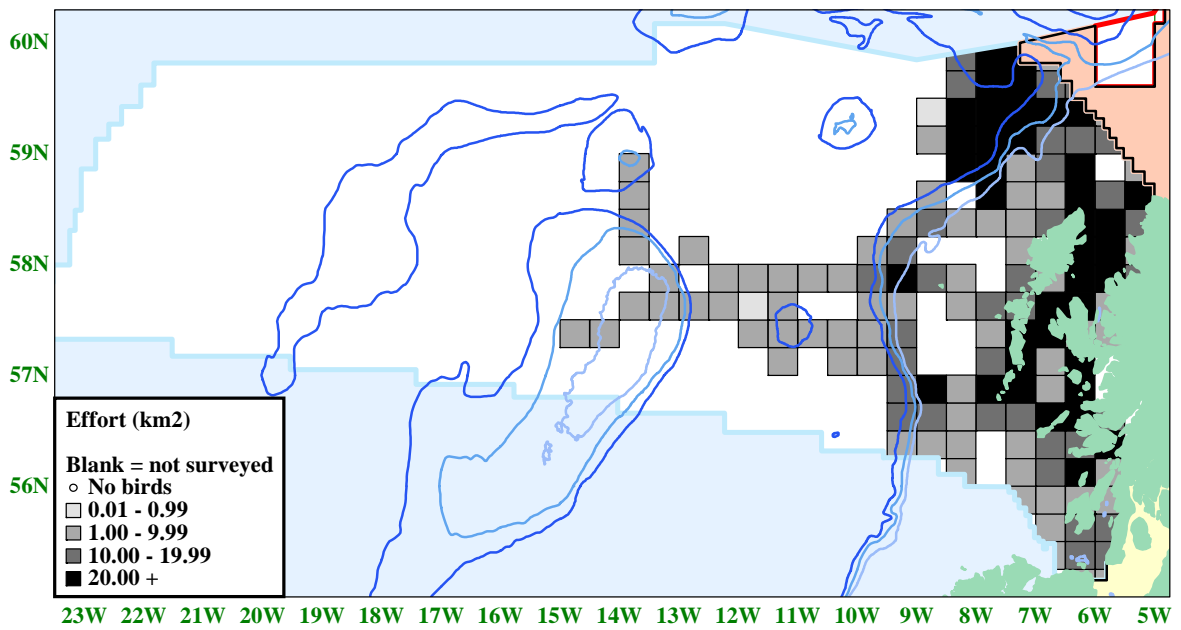 60N
59N
58N
57N
56N
Effort (km2)
Blank = not surveyed
No birds
0.01 - 0.99
1.00 - 9.99
10.00 - 19.99
20.00 +
23W 22W 21W 20W 19W 18W 17W 16W 15W 14W 13W 12W 11W 10W 9W 8W 7W 6W 5W